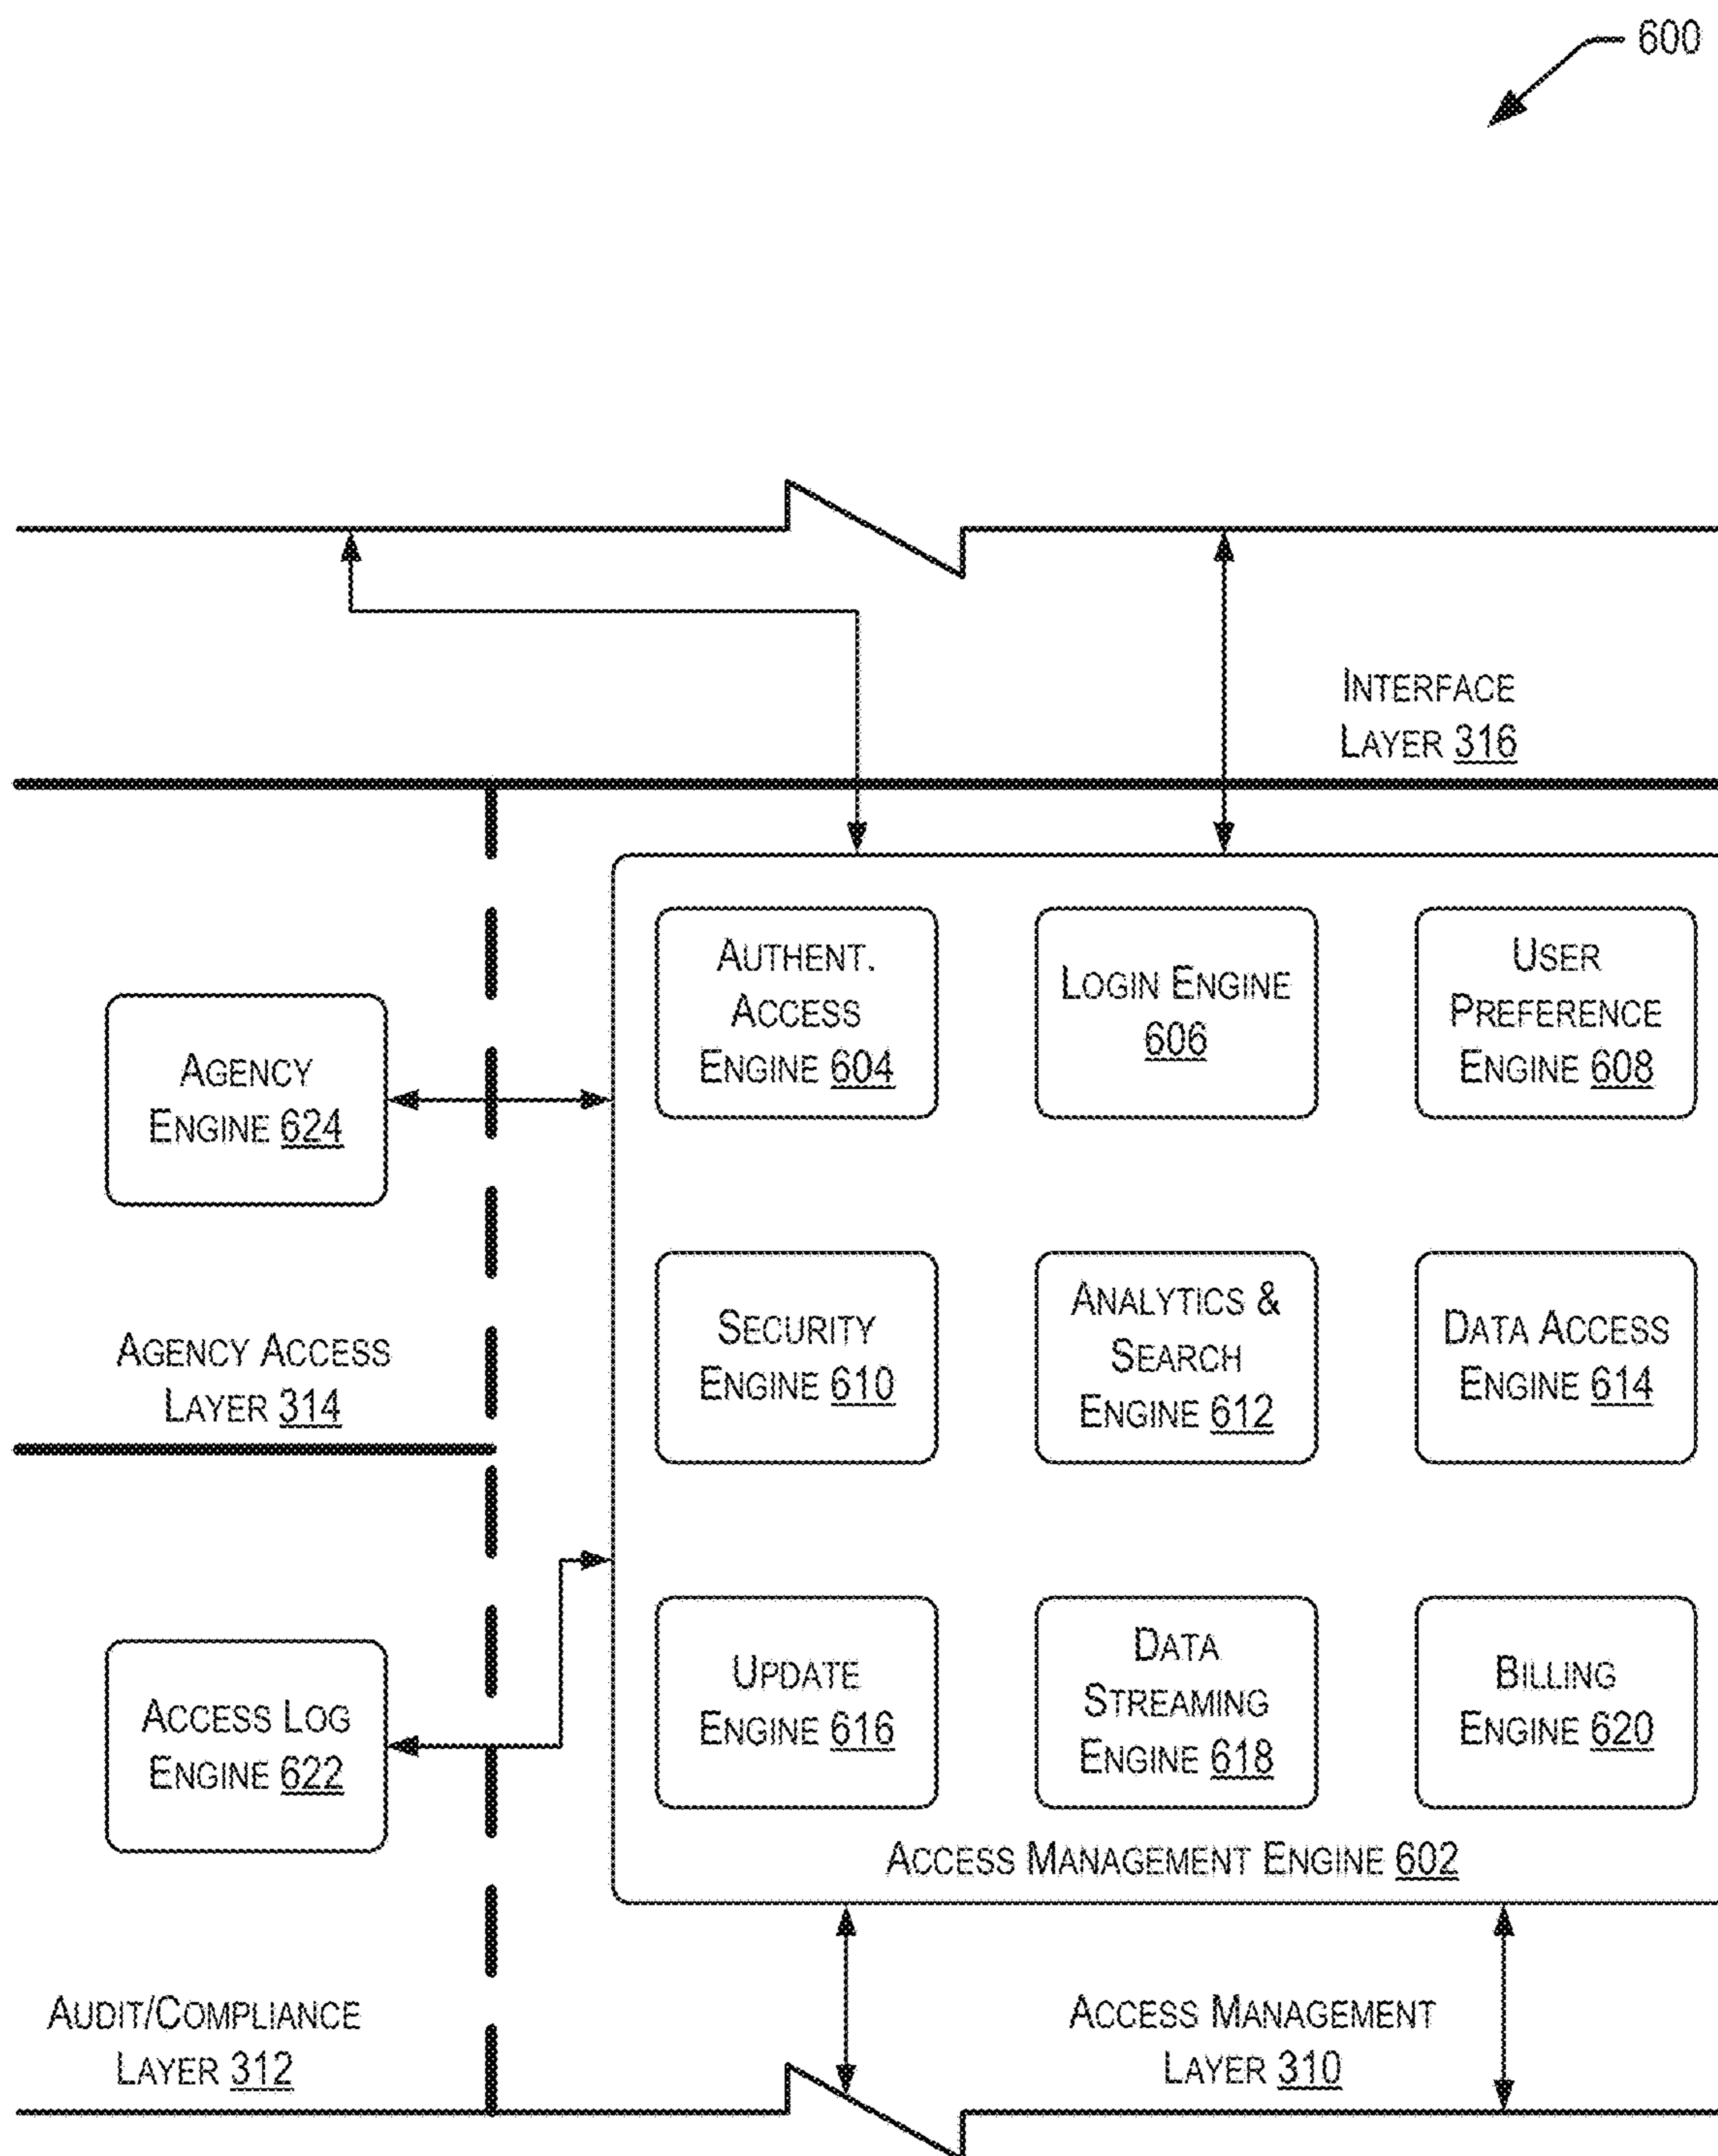 600
INTERFACE
LAYER 316
AUTHENT.
ACCESS
ENGINE 604
LOGIN ENGINE
606
USER
PREFERENCE
ENGINE 608
AGENCY
ENGINE 624
SECURITY
ENGINE 610
ANALYTICS &
SEARCH
ENGINE 612
DATA ACCESS
ENGINE 614
AGENCY ACCESS
LAYER 314
UPDATE
ENGINE 616
DATA
STREAMING
ENGINE 618
BILLING
ENGINE 620
ACCESS LOG
ENGINE 622
ACCESS MANAGEMENT ENGINE 602
AUDIT/COMPLIANCE
LAYER 312
ACCESS MANAGEMENT
LAYER 310